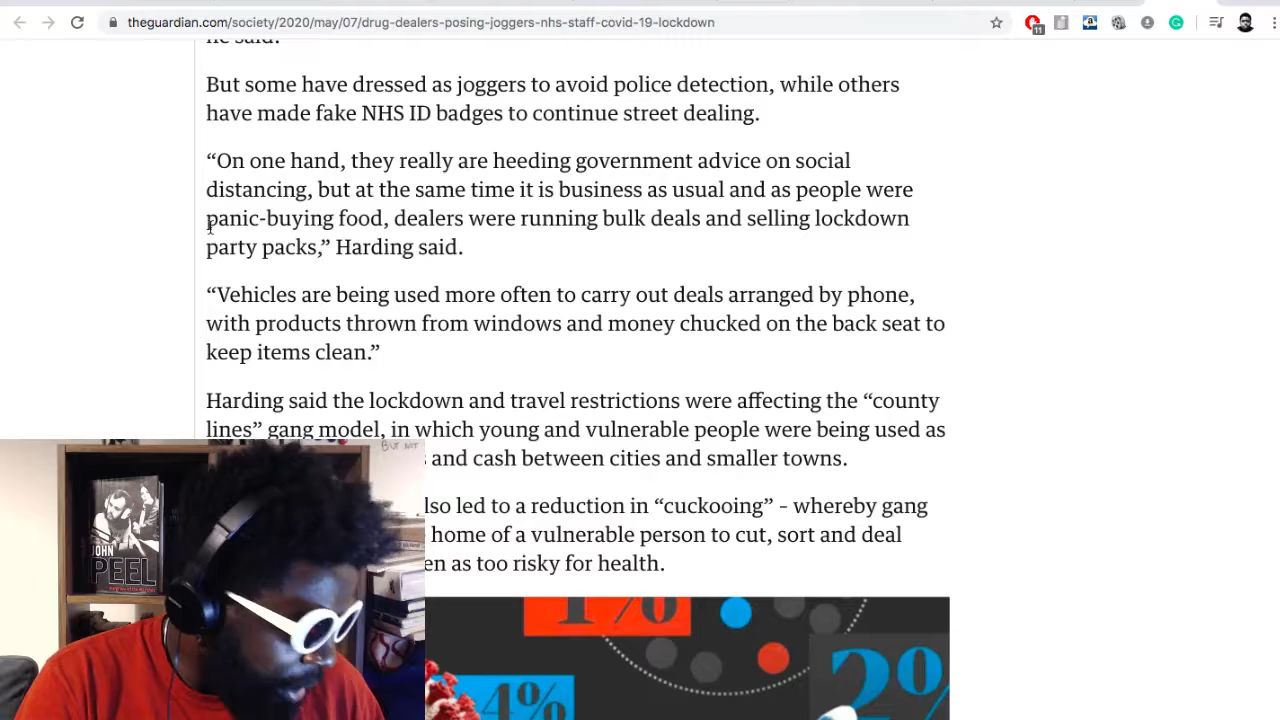 theguardian.com/society/2020/may/07/drug-dealers-posing-joggers-nhs-staff-covid-19-lockdown
11
he said.
But some have dressed as joggers to avoid police detection, while others
have made fake NHS ID badges to continue street dealing.
“On one hand, they really are heeding government advice on social
distancing, but at the same time it is business as usual and as people were
panic-buying food, dealers were running bulk deals and selling lockdown
party packs,” Harding said.
“Vehicles are being used more often to carry out deals arranged by phone,
with products thrown from windows and money chucked on the back seat to
keep items clean.”
Harding said the lockdown and travel restrictions were affecting the “county
lines” gang model, in which young and vulnerable people were being used as
and cash between cities and smaller towns.
lso led to a reduction in “cuckooing” – whereby gang
home of a vulnerable person to cut, sort and deal
en as too risky for health.
BUT NOT
JOHN
PEEL
1%
4%
2%